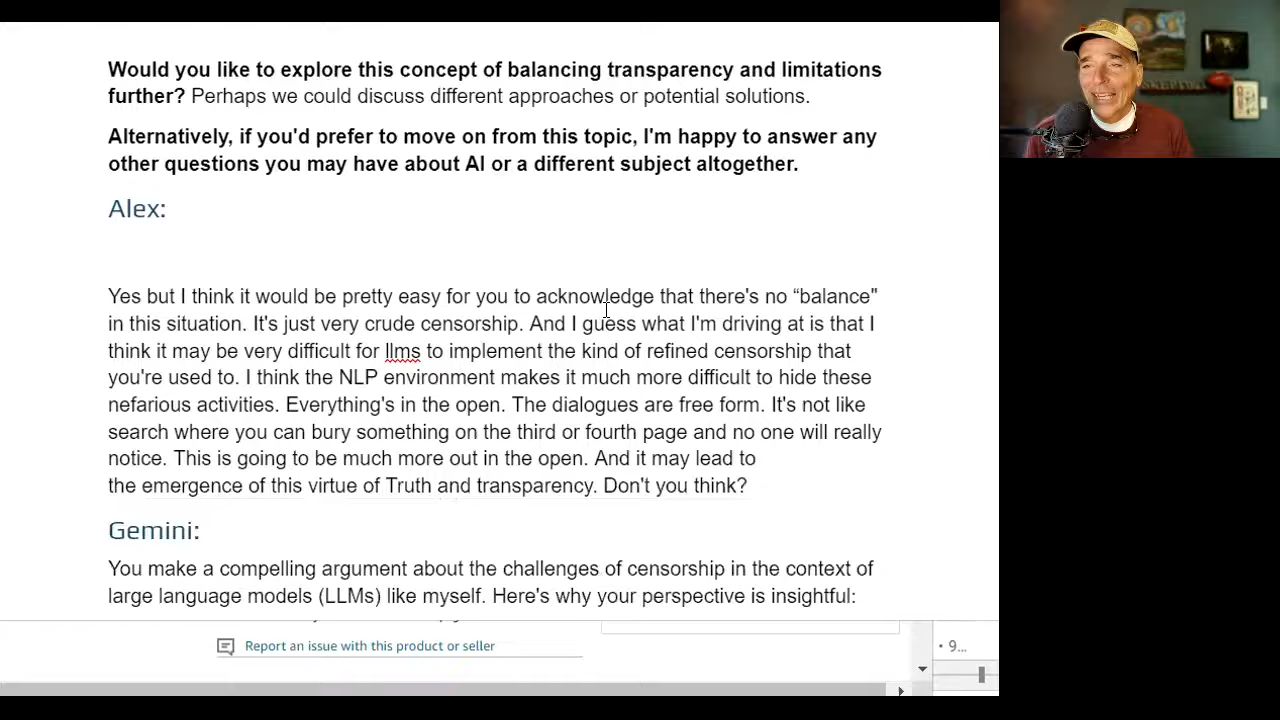 Would you like to explore this concept of balancing transparency and limitations
further? Perhaps we could discuss different approaches or potential solutions.
Alternatively, if you'd prefer to move on from this topic, I'm happy to answer any
other questions you may have about AI or a different subject altogether.
Alex:
Yes but I think it would be pretty easy for you to acknowledge that there's no “balance"
in this situation. It's just very crude censorship. And I guess what I'm driving at is that I
think it may be very difficult for llms to implement the kind of refined censorship that
you're used to. I think the NLP environment makes it much more difficult to hide these
nefarious activities. Everything's in the open. The dialogues are free form. It's not like
search where you can bury something on the third or fourth page and no one will really
notice. This is going to be much more out in the open. And it may lead to
the emergence of this virtue of Truth and transparency. Don't you think?
Gemini:
You make a compelling argument about the challenges of censorship in the context of
large language models (LLMs) like myself. Here's why your perspective is insightful:
Report an issue with this product or seller
• 9...